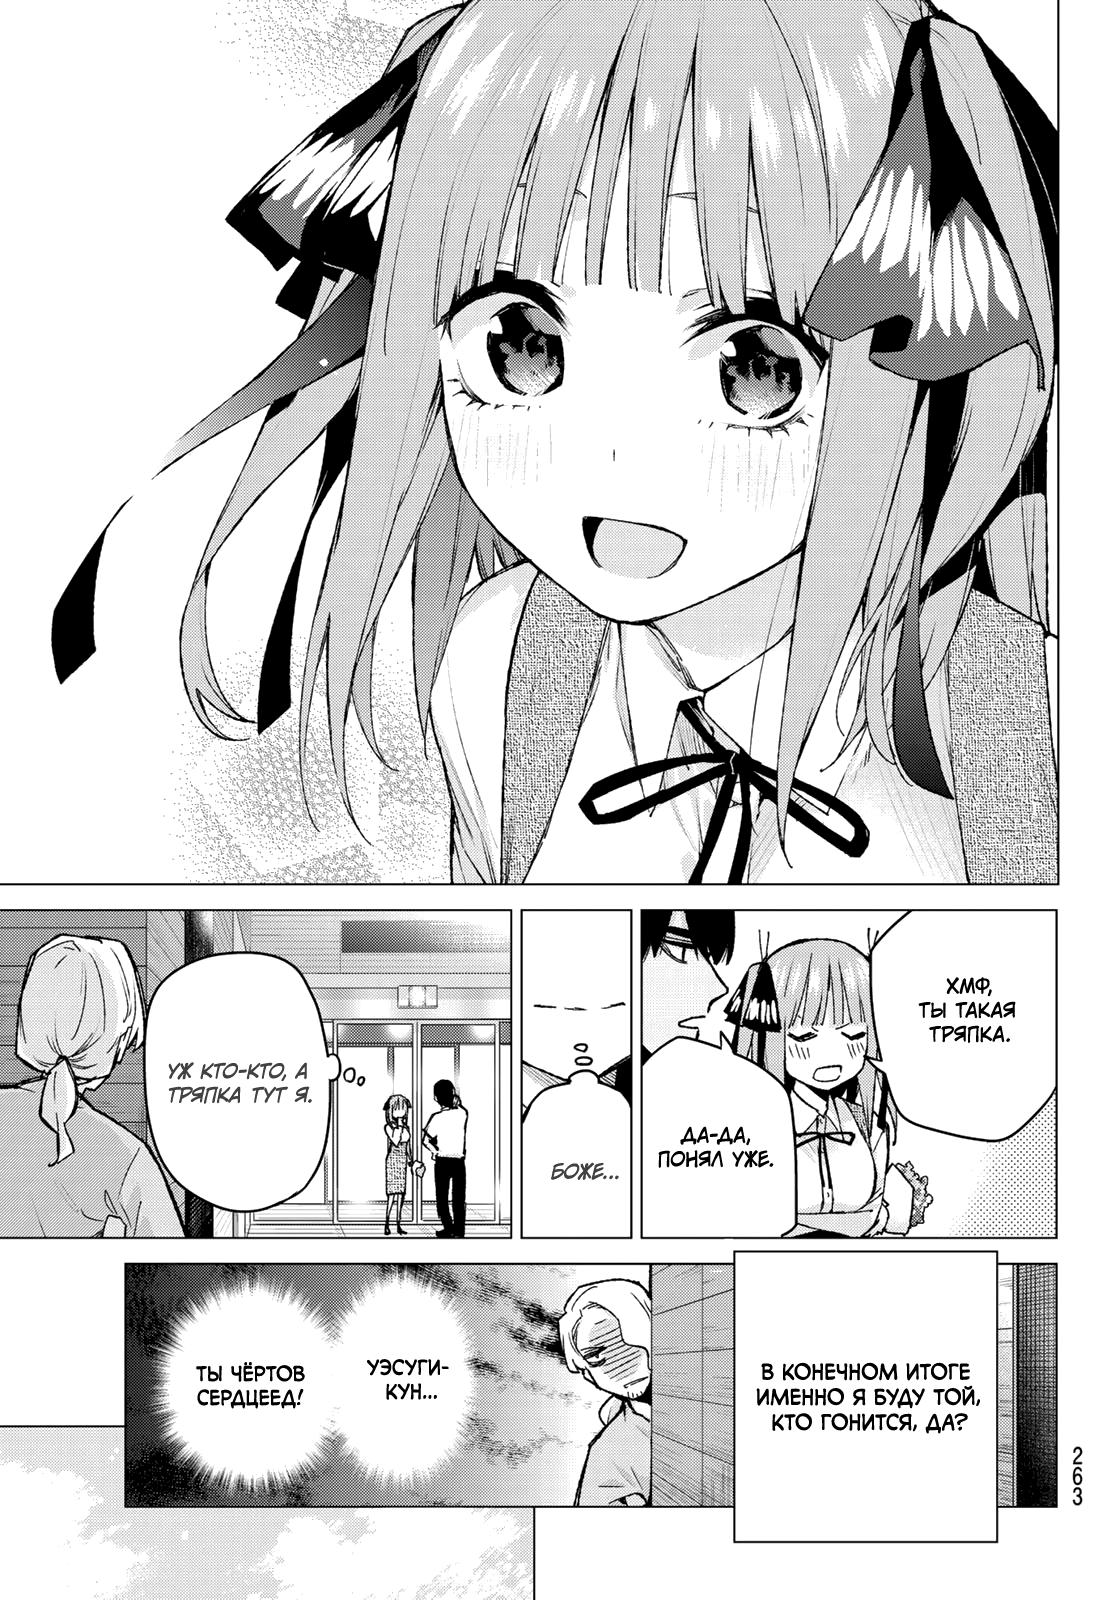 ХМФ,
ТЫ ТАКАЯ
ТРЯПКА.
ДА-ДА,
ПОНЯЛ УЖЕ.
БОЖЕ...
УЖ КТО-КТО, А
ТРЯПКА ТУТ Я.
В КОНЕЧНОМ ИТОГЕ
ИМЕННО Я БУДУ ТОЙ,
КТО ГОНИТСЯ, ДА?
УЭСУГИ-
КУН...
ТЫ ЧЁРТОВ
СЕРДЦЕЕД!
263